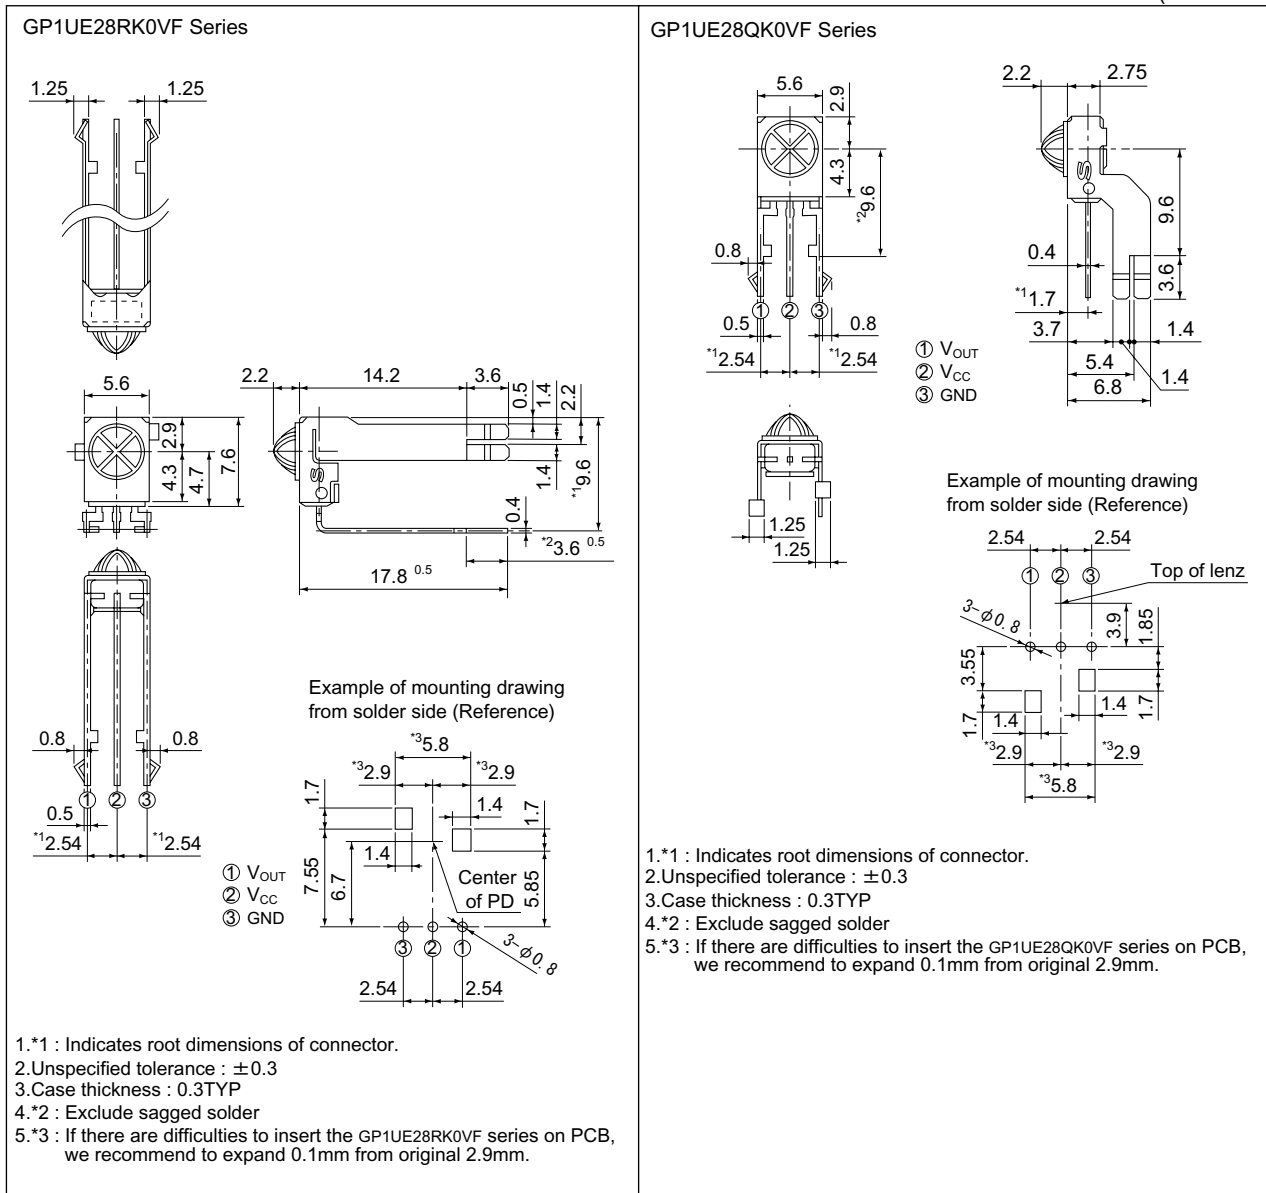 GP1UE28RK0VF Series
1.25
1.25
5.6
2.9
4.3
4.7
7.6
2.2
14.2
3.6
0.5
1.4
2.2
1.4
*19.6
0.4
*23.6 0.5
17.8 0.5
0.8
0.8
① ② ③
0.5
*12.54
*12.54
① VOUT
② VCC
③ GND
Example of mounting drawing
from solder side (Reference)
*35.8
*32.9
*32.9
1.7
1.4
1.7
1.4
7.55
6.7
Center
of PD
5.85
③ ② ①
3-φ0.8
2.54
2.54
1.*1 : Indicates root dimensions of connector.
2.Unspecified tolerance : ±0.3
3.Case thickness : 0.3TYP
4.*2 : Exclude sagged solder
5.*3 : If there are difficulties to insert the GP1UE28RK0VF series on PCB,
we recommend to expand 0.1mm from original 2.9mm.
GP1UE28QK0VF Series
5.6
2.9
4.3
*29.6
0.8
① ② ③
0.5
0.8
*12.54
*12.54
2.2
2.75
9.6
0.4
3.6
*11.7
3.7
1.4
5.4
1.4
6.8
① VOUT
② VCC
③ GND
1.25
1.25
Example of mounting drawing
from solder side (Reference)
2.54
2.54
① ② ③
Top of lenz
3-φ0.8
3.9
1.85
3.55
1.7
1.4
1.4
1.7
*32.9
*32.9
*35.8
1.*1 : Indicates root dimensions of connector.
2.Unspecified tolerance : ±0.3
3.Case thickness : 0.3TYP
4.*2 : Exclude sagged solder
5.*3 : If there are difficulties to insert the GP1UE28QK0VF series on PCB,
we recommend to expand 0.1mm from original 2.9mm.